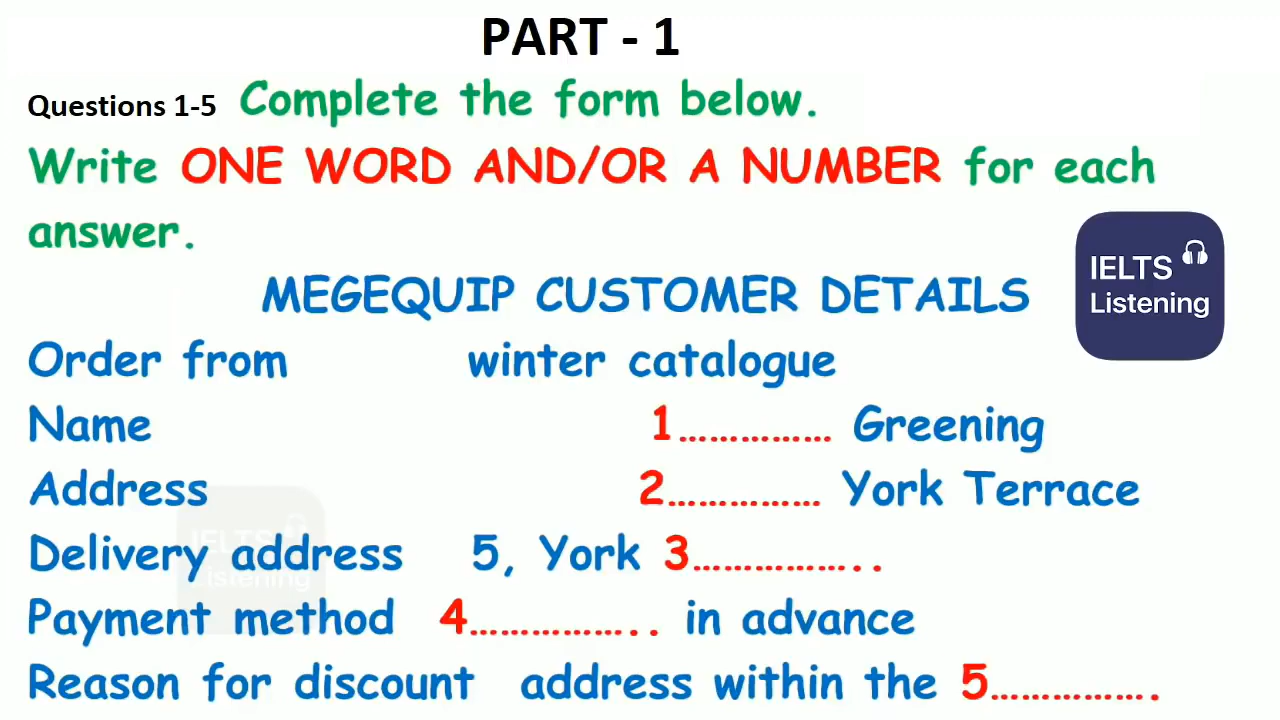 PART - 1
Questions 1-5 Complete the form below.
Write ONE WORD AND/OR A NUMBER for each
answer.
IELTS
Listening
MEGEQUIP CUSTOMER DETAILS
Order from winter catalogue
Name 1…………… Greening
Address 2…………… York Terrace
IELTS
Listening
Delivery address 5, York 3……………..
Payment method 4…………….. in advance
Reason for discount address within the 5…………….